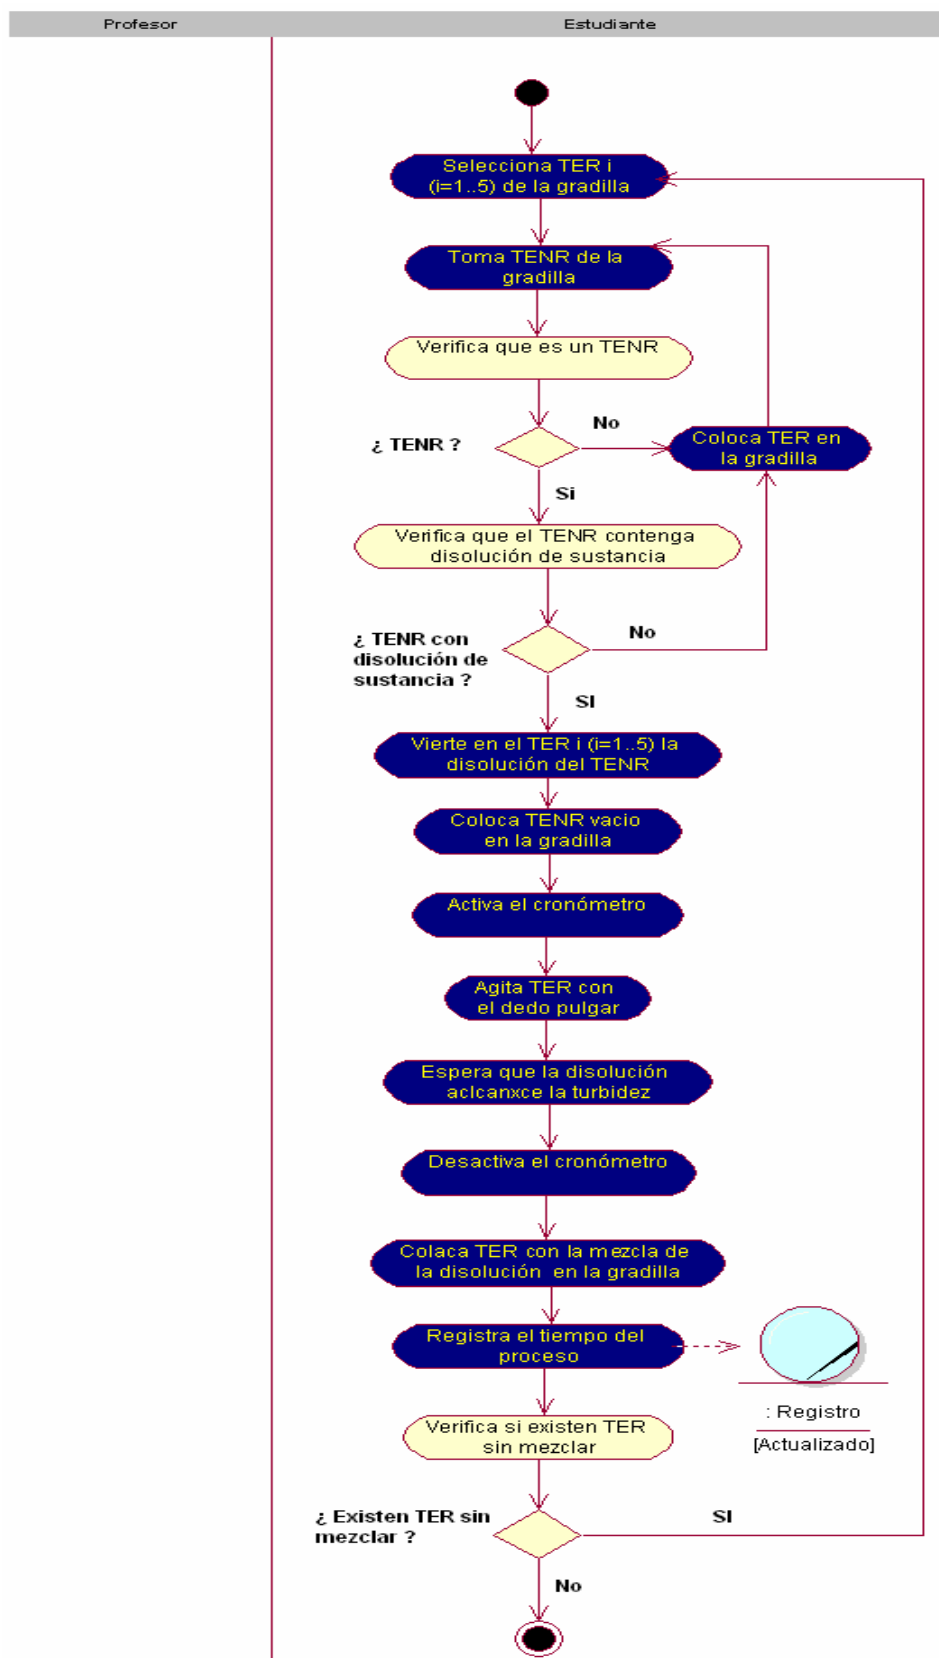 Profesor
Estudiante
Selecciona TER i
(i=1..5) de la gradilla
Toma TENR de la
gradilla
Verifica que es un TENR
¿ TENR ?
No
Coloca TER en
la gradilla
Si
Verifica que el TENR contenga
disolución de sustancia
¿ TENR con
disolución de
sustancia ?
No
SI
Vierte en el TER i (i=1..5) la
disolución del TENR
Coloca TENR vacio
en la gradilla
Activa el cronómetro
Agita TER con
el dedo pulgar
Espera que la disolución
aclcanxce la turbidez
Desactiva el cronómetro
Colaca TER con la mezcla de
la disolución en la gradilla
Registra el tiempo del
proceso
: Registro
[Actualizado]
Verifica si existen TER
sin mezclar
¿ Existen TER sin
mezclar ?
SI
No